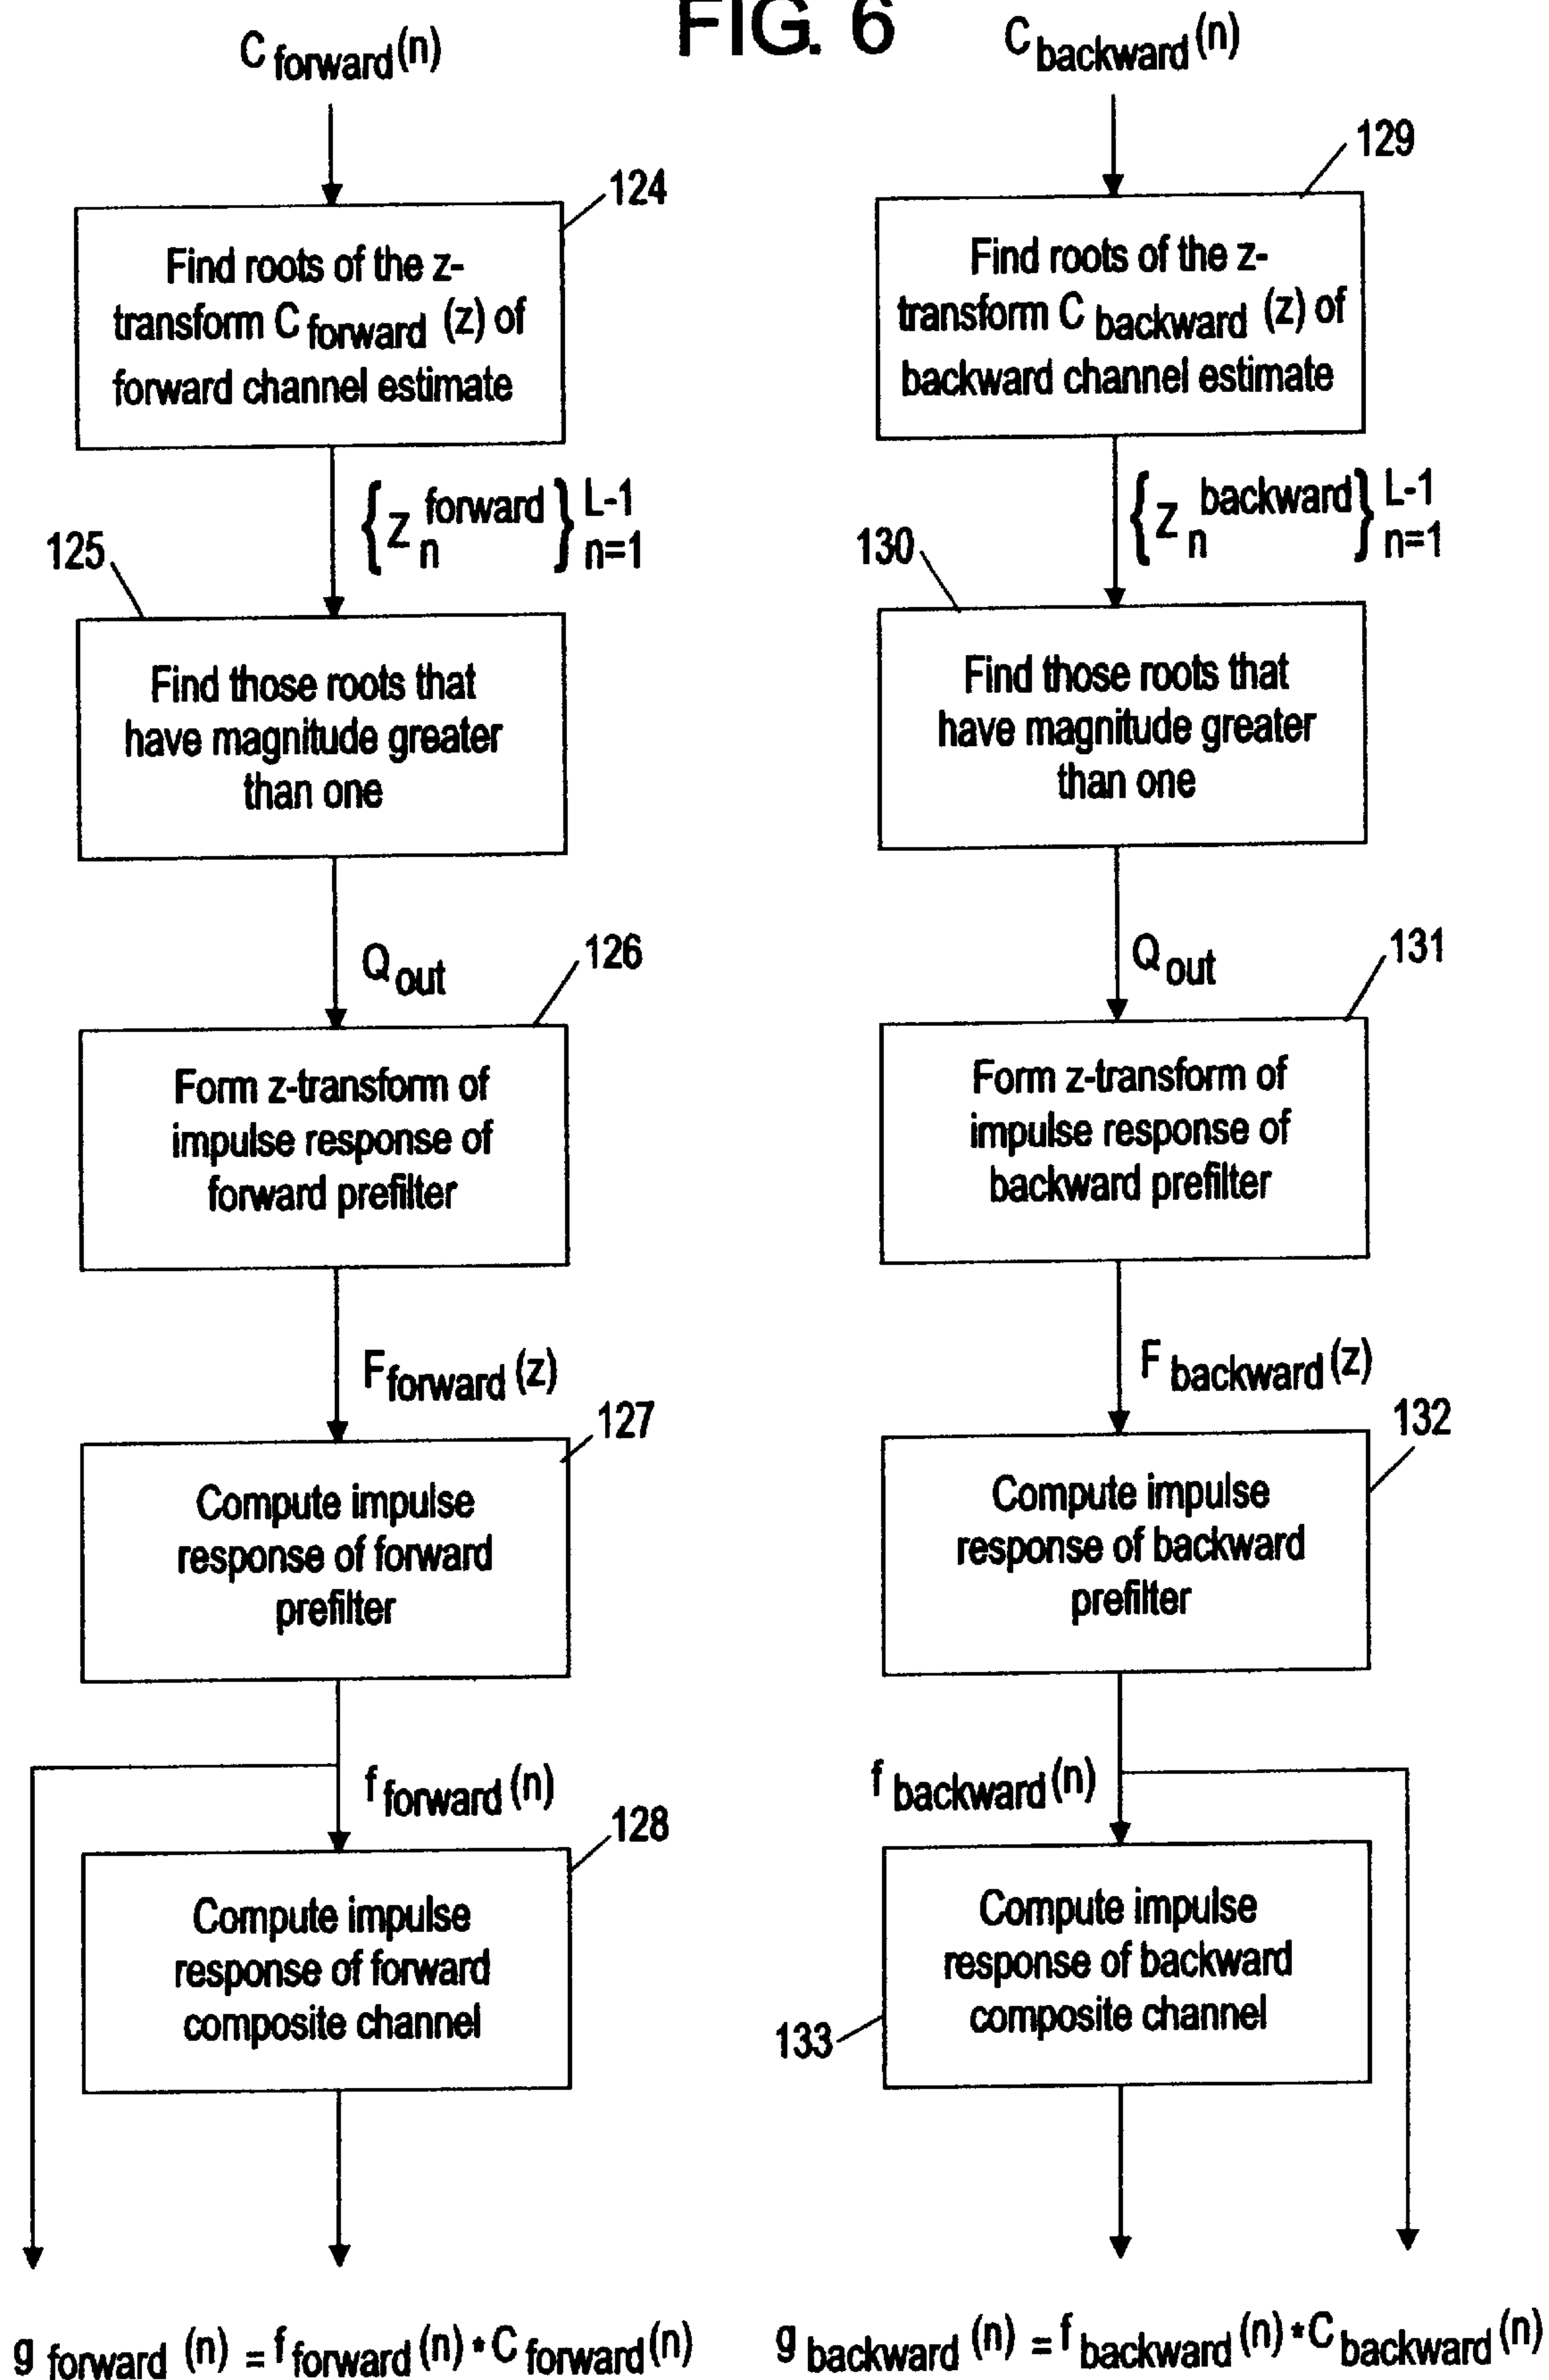 FIG. 6
C forward (n)
124
Find roots of the z-
transform C forward (z) of
forward channel estimate
{ z n forward } L-1 n=1
125
Find those roots that
have magnitude greater
than one
Q out
126
Form z-transform of
impulse response of
forward prefilter
F forward (z)
127
Compute impulse
response of forward
prefilter
f forward (n)
128
Compute impulse
response of forward
composite channel
g forward (n) = f forward (n) * C forward (n)
C backward (n)
129
Find roots of the z-
transform C backward (z) of
backward channel estimate
{ z n backward } L-1 n=1
130
Find those roots that
have magnitude greater
than one
Q out
131
Form z-transform of
impulse response of
backward prefilter
F backward (z)
132
Compute impulse
response of backward
prefilter
f backward (n)
Compute impulse
response of backward
composite channel
133
g backward (n) = f backward (n) * C backward (n)